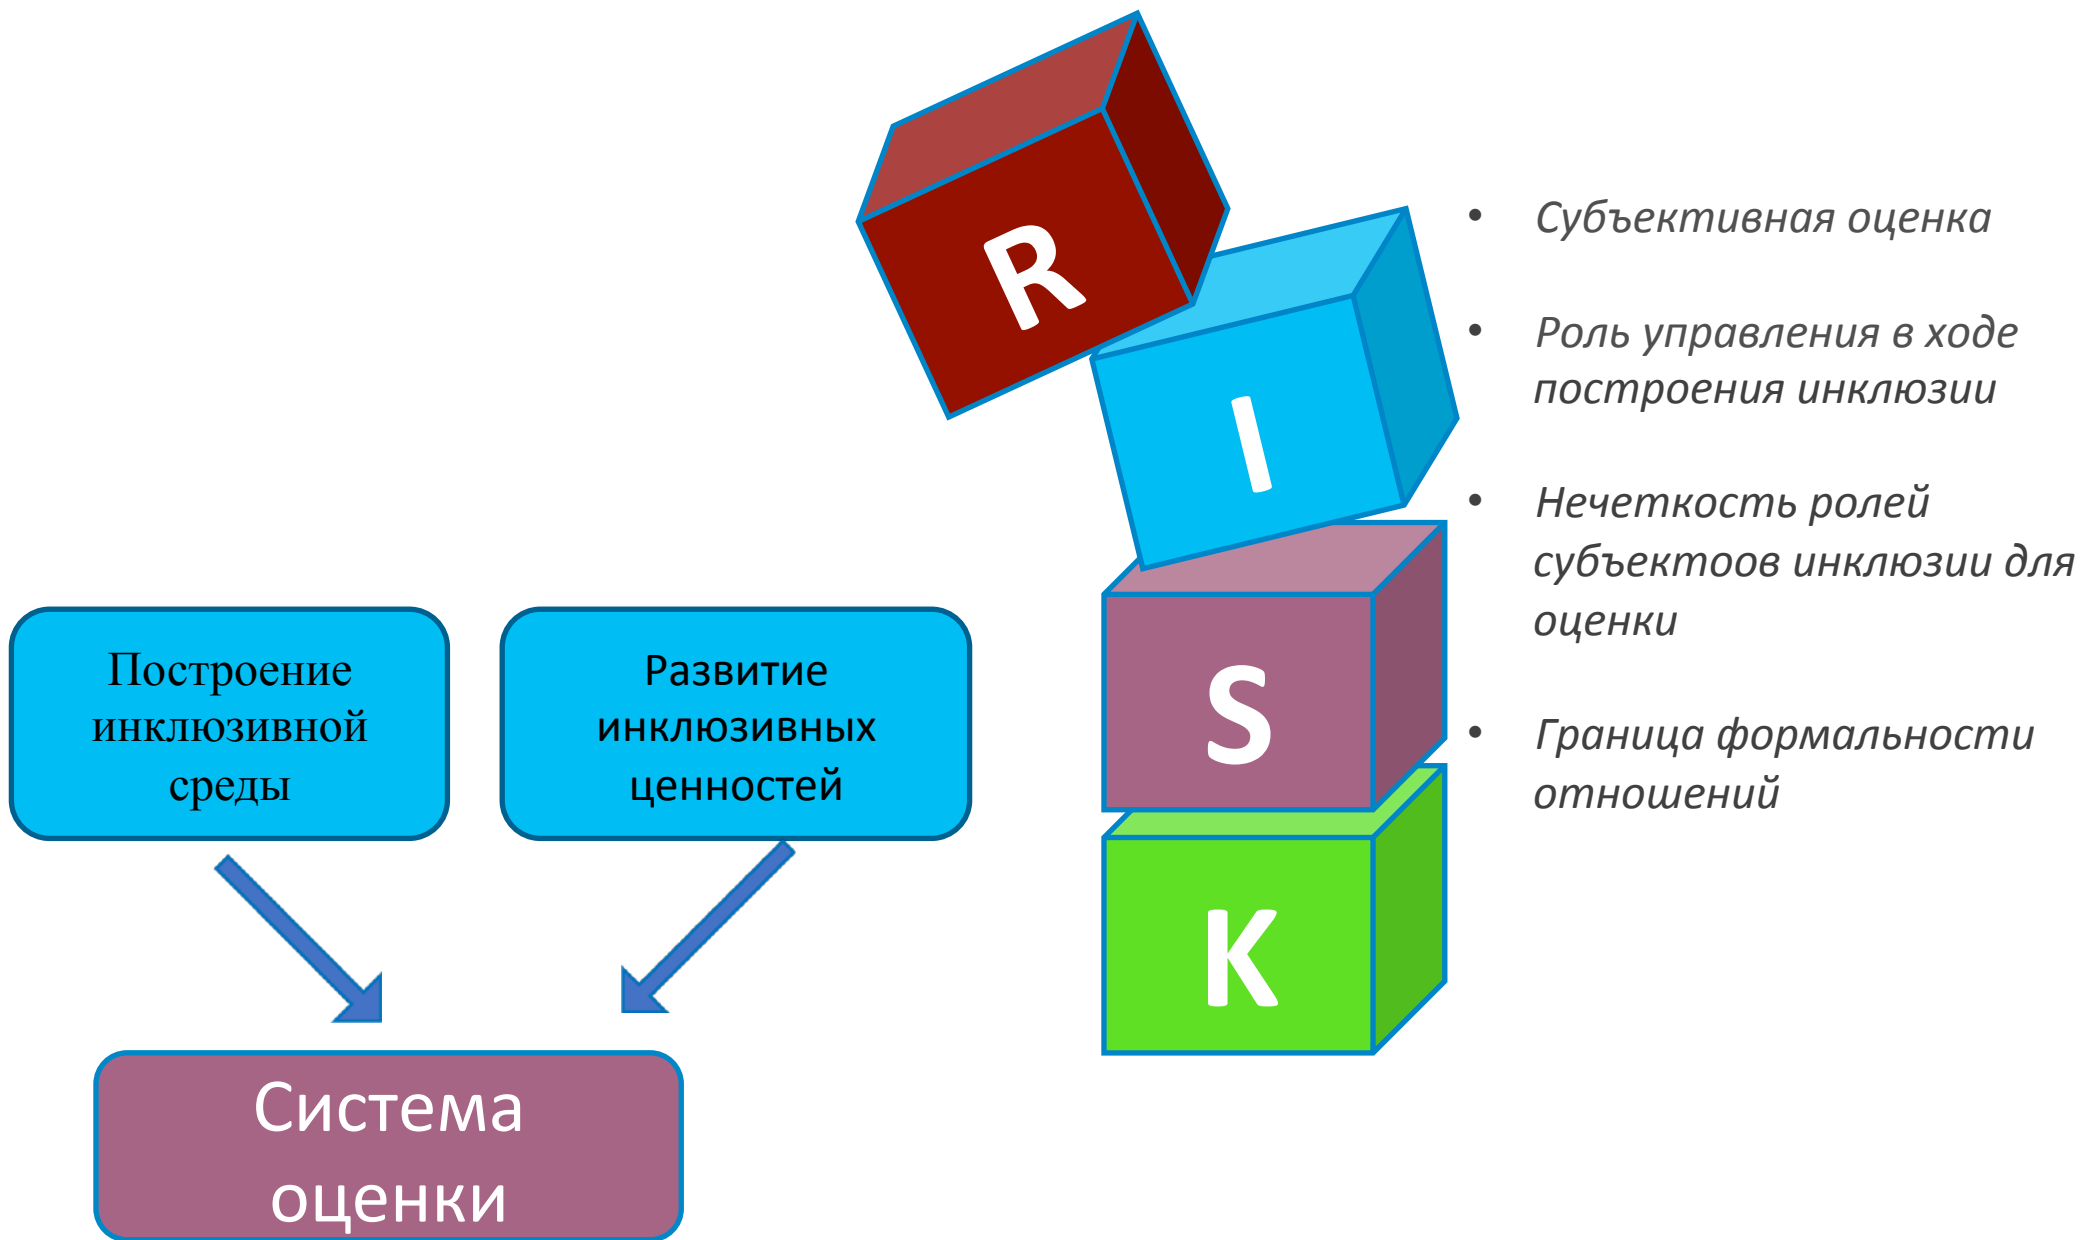 R
I
S
K
• Субъективная оценка
• Роль управления в ходе
построения инклюзии
• Нечеткость ролей
субъектоов инклюзии для
оценки
• Граница формальности
отношений
Построение
инклюзивной
среды
Развитие
инклюзивных
ценностей
Система
оценки